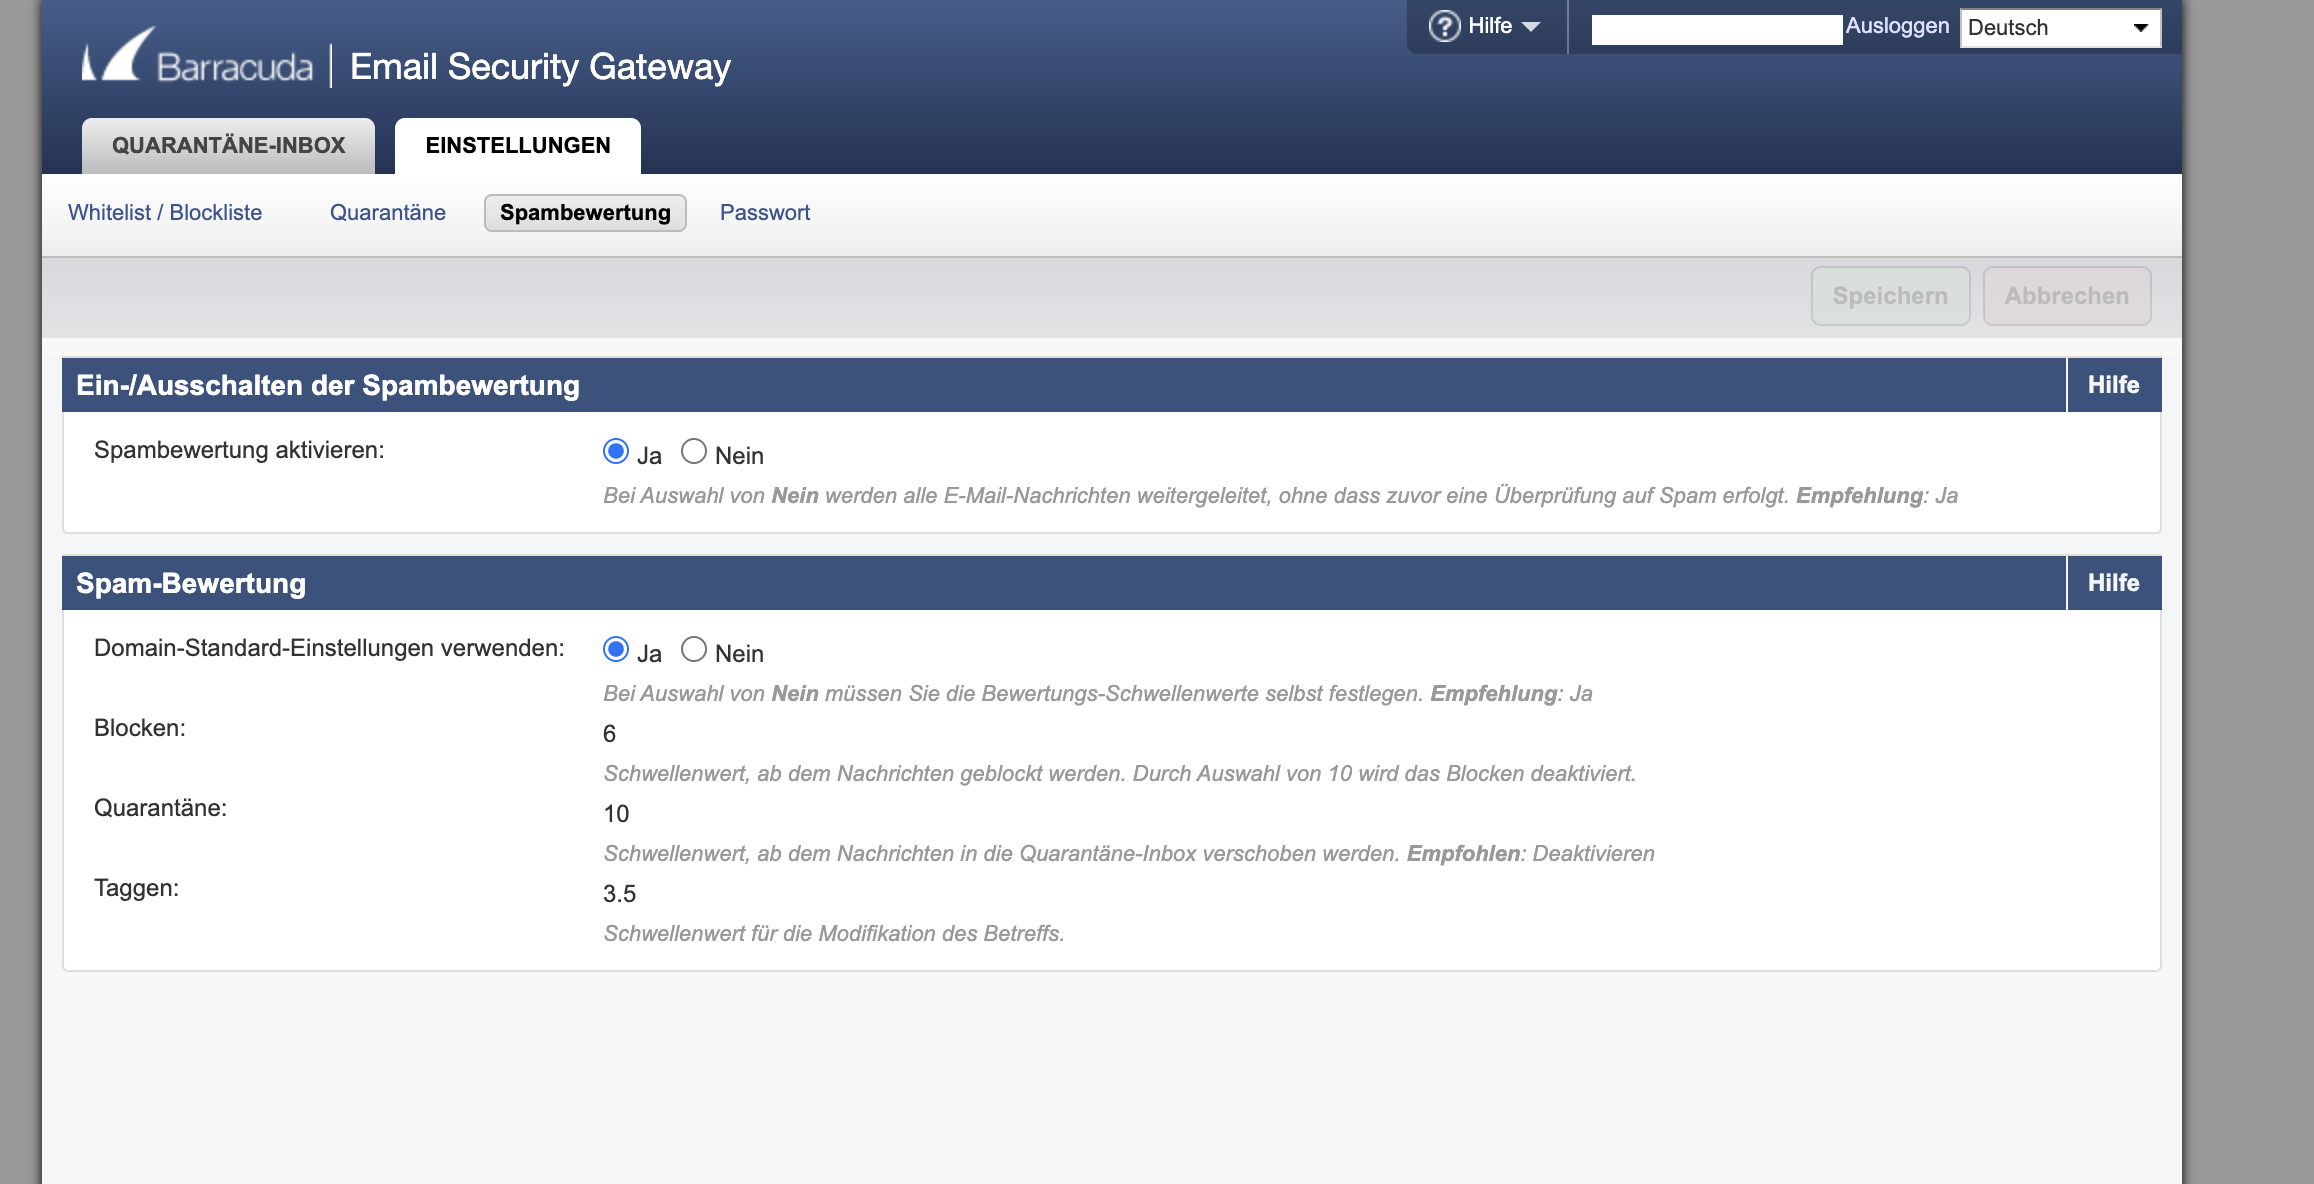 Hilfe
Ausloggen
Deutsch
Barracuda | Email Security Gateway
QUARANTÄNE-INBOX
EINSTELLUNGEN
Whitelist / Blockliste
Quarantäne
Spambewertung
Passwort
Speichern
Abbrechen
Ein-/Ausschalten der Spambewertung
Hilfe
Spambewertung aktivieren:
Ja
Nein
Bei Auswahl von Nein werden alle E-Mail-Nachrichten weitergeleitet, ohne dass zuvor eine Überprüfung auf Spam erfolgt. Empfehlung: Ja
Spam-Bewertung
Hilfe
Domain-Standard-Einstellungen verwenden:
Ja
Nein
Bei Auswahl von Nein müssen Sie die Bewertungs-Schwellenwerte selbst festlegen. Empfehlung: Ja
Blocken:
6
Schwellenwert, ab dem Nachrichten geblockt werden. Durch Auswahl von 10 wird das Blocken deaktiviert.
Quarantäne:
10
Schwellenwert, ab dem Nachrichten in die Quarantäne-Inbox verschoben werden. Empfohlen: Deaktivieren
Taggen:
3.5
Schwellenwert für die Modifikation des Betreffs.